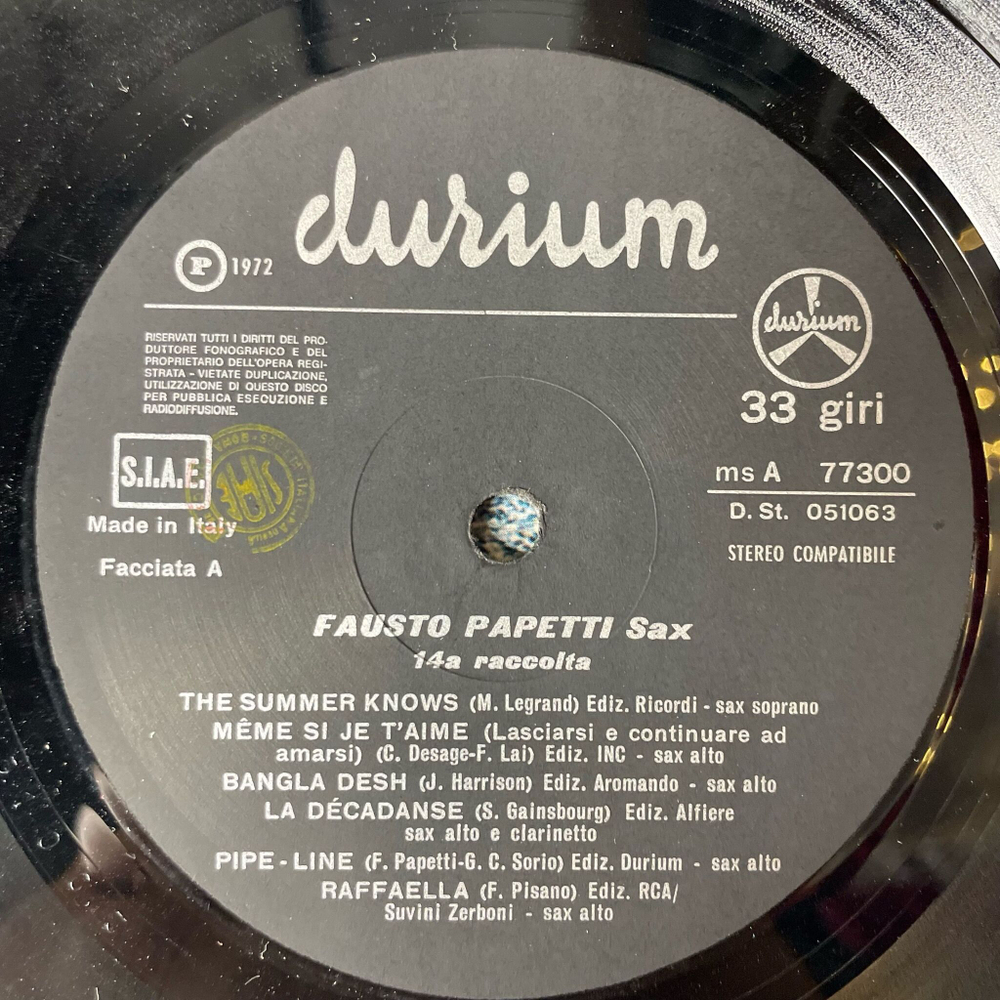 durium
P 1972
durium
RISERVATI TUTTI I DIRITTI DEL PRO-
DUTTORE FONOGRAFICO E DEL
PROPRIETARIO DELL'OPERA REGI-
STRATA - VIETATE DUPLICAZIONE,
UTILIZZAZIONE DI QUESTO DISCO
PER PUBBLICA ESECUZIONE E
RADIODIFFUSIONE.
33 giri
S.I.A.E.
SIAE
ms A 77300
D. St. 051063
Made in Italy
STEREO COMPATIBILE
Facciata A
FAUSTO PAPETTI Sax
14a raccolta
THE SUMMER KNOWS (M. Legrand) Ediz. Ricordi - sax soprano
MÊME SI JE T'AIME (Lasciarsi e continuare ad
amarsi) (C. Desage-F. Lai) Ediz. INC - sax alto
BANGLA DESH (J. Harrison) Ediz. Aromando - sax alto
LA DÉCADANSE (S. Gainsbourg) Ediz. Alfiere
sax alto e clarinetto
PIPE-LINE (F. Papetti-G. C. Sorio) Ediz. Durium - sax alto
RAFFAELLA (F. Pisano) Ediz. RCA/
Suvini Zerboni - sax alto